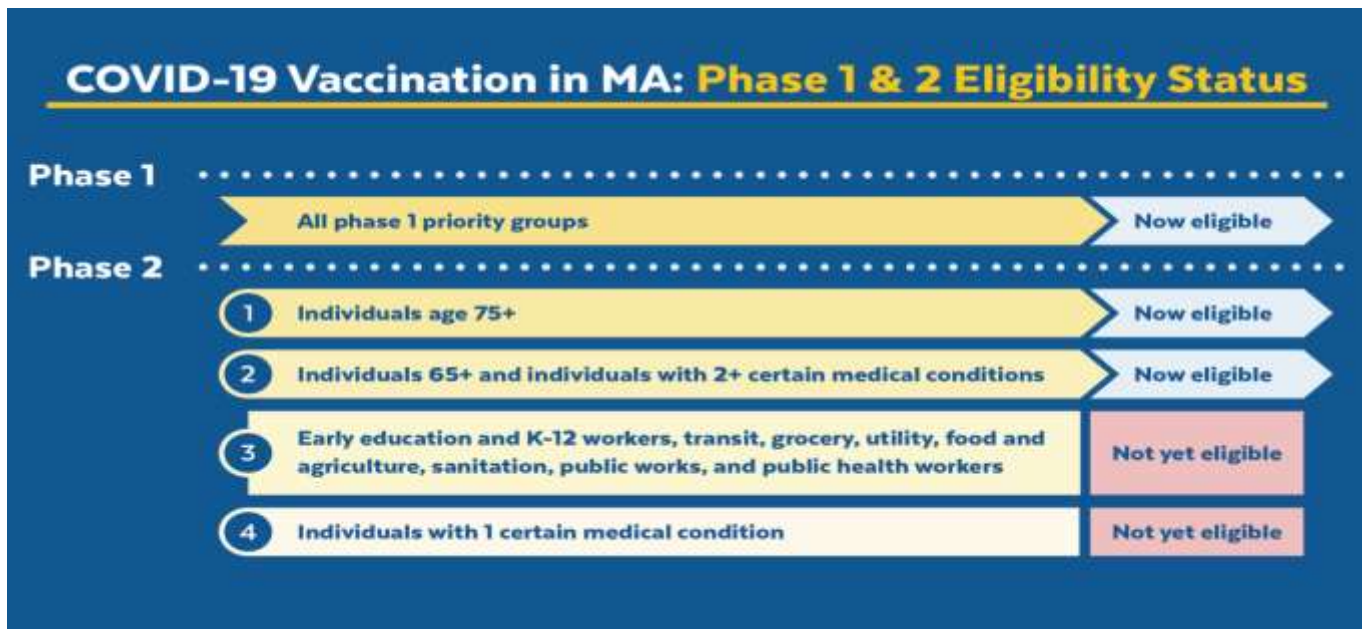 COVID-19 Vaccination in MA: Phase 1 & 2 Eligibility Status
Phase 1
All phase 1 priority groups
Now eligible
Phase 2
1
Individuals age 75+
Now eligible
2
Individuals 65+ and individuals with 2+ certain medical conditions
Now eligible
3
Early education and K-12 workers, transit, grocery, utility, food and
agriculture, sanitation, public works, and public health workers
Not yet eligible
4
Individuals with 1 certain medical condition
Not yet eligible